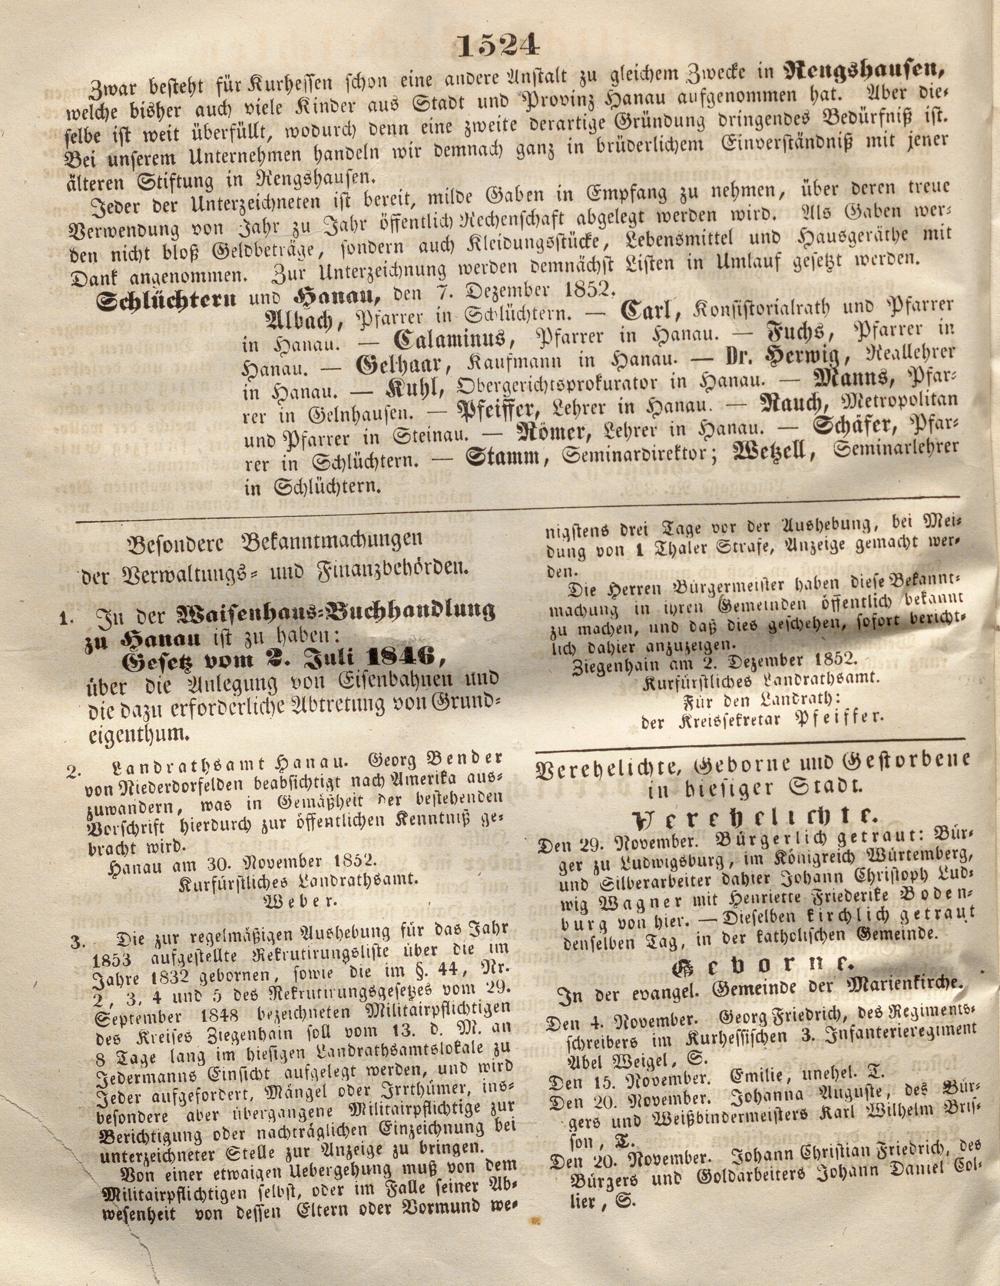 1524
Zwar besteht für Kurhessen schon eine andere Anstalt zu gleichem Zwecke in Rengshausen,
welche bisher auch viele Kinder aus Stadt und Provinz Hanau aufgenommen hat. Aber die-
selbe ist weit überfüllt, wodurch denn eine zweite derartige Gründung dringendes Bedürfniß ist.
Bei unserem Unternehmen handeln wir demnach ganz in brüderlichem Einverständniß mit jener
älteren Stiftung in Rengshausen.
Jeder der Unterzeichneten ist bereit, milde Gaben in Empfang zu nehmen, über deren treue
Verwendung von Jahr zu Jahr öffentlich Rechenschaft abgelegt werden wird. Als Gaben wer-
den nicht bloß Geldbeträge, sondern auch Kleidungsstücke, Lebensmittel und Hausgeräthe mit
Dank angenommen. Zur Unterzeichnung werden demnächst Listen in Umlauf gesetzt werden.
Schlüchtern und Hanau, den 7. Dezember 1852.
Albach, Pfarrer in Schlüchtern. — Carl, Konsistorialrath und Pfarrer
in Hanau. — Calaminus, Pfarrer in Hanau. — Fuchs, Pfarrer in
Hanau. — Gelhaar, Kaufmann in Hanau. — Dr. Herwig, Reallehrer
in Hanau. — Kuhl, Obergerichtsprokurator in Hanau. — Manns, Pfar-
rer in Gelnhausen. — Pfeiffer, Lehrer in Hanau. — Rauch, Metropolitan
und Pfarrer in Steinau. — Römer, Lehrer in Hanau. — Schäfer, Pfar-
rer in Schlüchtern. — Stamm, Seminardirektor; Wetzell, Seminarlehrer
in Schlüchtern.
Besondere Bekanntmachungen
der Verwaltungs- und Finanzbehörden.
1. In der Waisenhaus-Buchhandlung
zu Hanau ist zu haben:
Gesetz vom 2. Juli 1846,
über die Anlegung von Eisenbahnen und
die dazu erforderliche Abtretung von Grund-
eigenthum.
2. Landrathsamt Hanau. Georg Bender
von Niederdorfelden beabsichtigt nach Amerika aus-
zuwandern, was in Gemäßheit der bestehenden
Vorschrift hierdurch zur öffentlichen Kenntniß ge-
bracht wird.
Hanau am 30. November 1852.
Kurfürstliches Landrathsamt.
Weber.
3. Die zur regelmäßigen Aushebung für das Jahr
1853 aufgestellte Rekrutirungsliste über die im
Jahre 1832 gebornen, sowie die im §. 44, Nr.
2, 3, 4 und 5 des Rekrutirungsgesetzes vom 29.
September 1848 bezeichneten Militairpflichtigen
des Kreises Ziegenhain soll vom 13. d. M. an
8 Tage lang im hiesigen Landrathsamtslokale zu
Jedermanns Einsicht aufgelegt werden, und wird
Jeder aufgefordert, Mängel oder Irrthümer, ins-
besondere aber übergangene Militairpflichtige zur
Berichtigung oder nachträglichen Einzeichnung bei
unterzeichneter Stelle zur Anzeige zu bringen.
Von einer etwaigen Uebergehung muß von dem
Militairpflichtigen selbst, oder im Falle seiner Ab-
wesenheit von dessen Eltern oder Vormund we-
nigstens drei Tage vor der Aushebung, bei Mei-
dung von 1 Thaler Strafe, Anzeige gemacht wer-
den.
Die Herren Bürgermeister haben diese Bekannt-
machung in ihren Gemeinden öffentlich bekannt
zu machen, und daß dies geschehen, sofort bericht-
lich dahier anzuzeigen.
Ziegenhain am 2. Dezember 1852.
Kurfürstliches Landrathsamt.
Für den Landrath:
der Kreissekretar Pfeiffer.
Verehelichte, Geborne und Gestorbene
in hiesiger Stadt.
Verehelichte.
Den 29. November. Bürgerlich getraut: Bür-
ger zu Ludwigsburg, im Königreich Würtemberg,
und Silberarbeiter dahier Johann Christoph Lud-
wig Wagner mit Henriette Friederike Boden-
burg von hier. — Dieselben kirchlich getraut
denselben Tag, in der katholischen Gemeinde.
Geborne.
In der evangel. Gemeinde der Marienkirche.
Den 4. November. Georg Friedrich, des Regiments-
schreibers im Kurhessischen 3. Infanterieregiment
Abel Weigel, S.
Den 15. November. Emilie, unehel. T.
Den 20. November. Johanna Auguste, des Bür-
gers und Weißbindermeisters Karl Wilhelm Bris-
son, T.
Den 20. November. Johann Christian Friedrich, des
Bürgers und Goldarbeiters Johann Daniel Col-
lier, S.